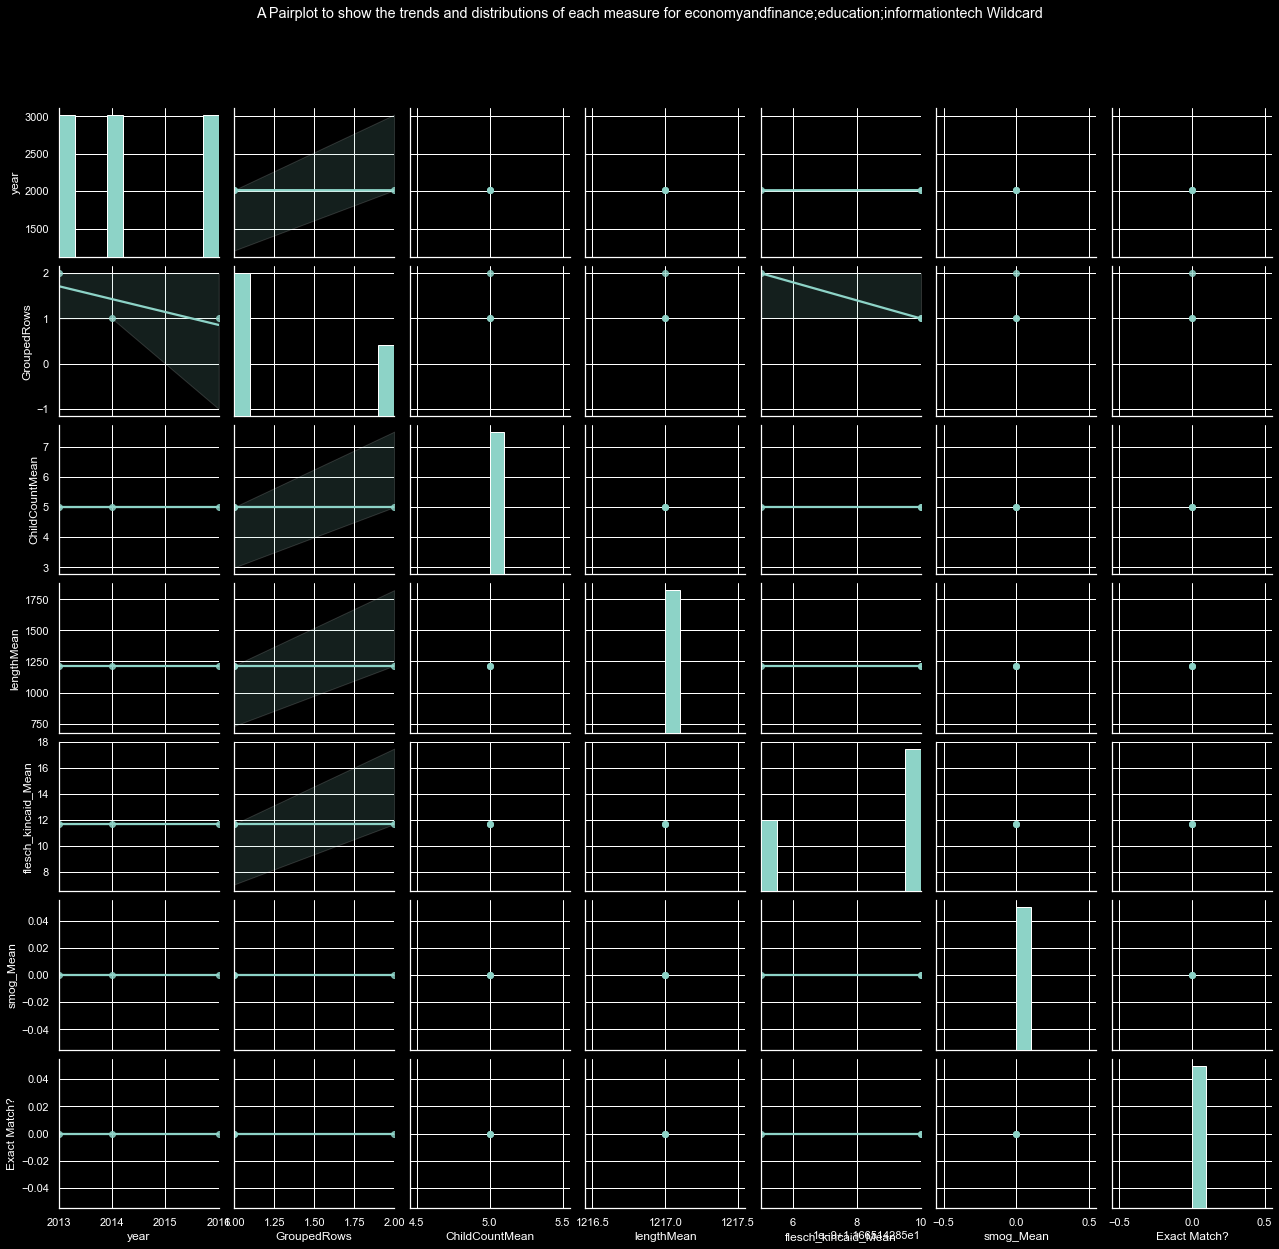 A Pairplot to show the trends and distributions of each measure for economyandfinance;education;informationtech Wildcard
3000
2500
2000
1500
year
2
1
0
−1
GroupedRows
7
6
5
4
3
ChildCountMean
1750
1500
1250
1000
750
lengthMean
18
16
14
12
10
8
flesch_kincaid_Mean
0.04
0.02
0.00
−0.02
−0.04
smog_Mean
0.04
0.02
0.00
−0.02
−0.04
Exact Match?
2013 2014 2015 2016
1.00 1.25 1.50 1.75 2.00
4.5 5.0 5.5
1216.5 1217.0 1217.5
6 8 10
−0.5 0.0 0.5
−0.5 0.0 0.5
year GroupedRows ChildCountMean lengthMean flesch_kincaid_Mean smog_Mean Exact Match?